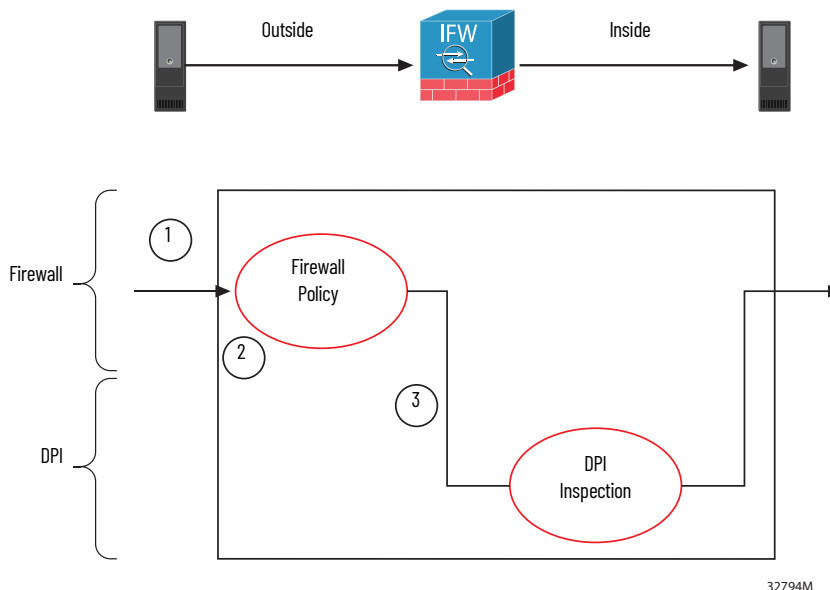 Outside
IFW
Inside
1
Firewall
Firewall
Policy
2
3
DPI
DPI
Inspection
32794M